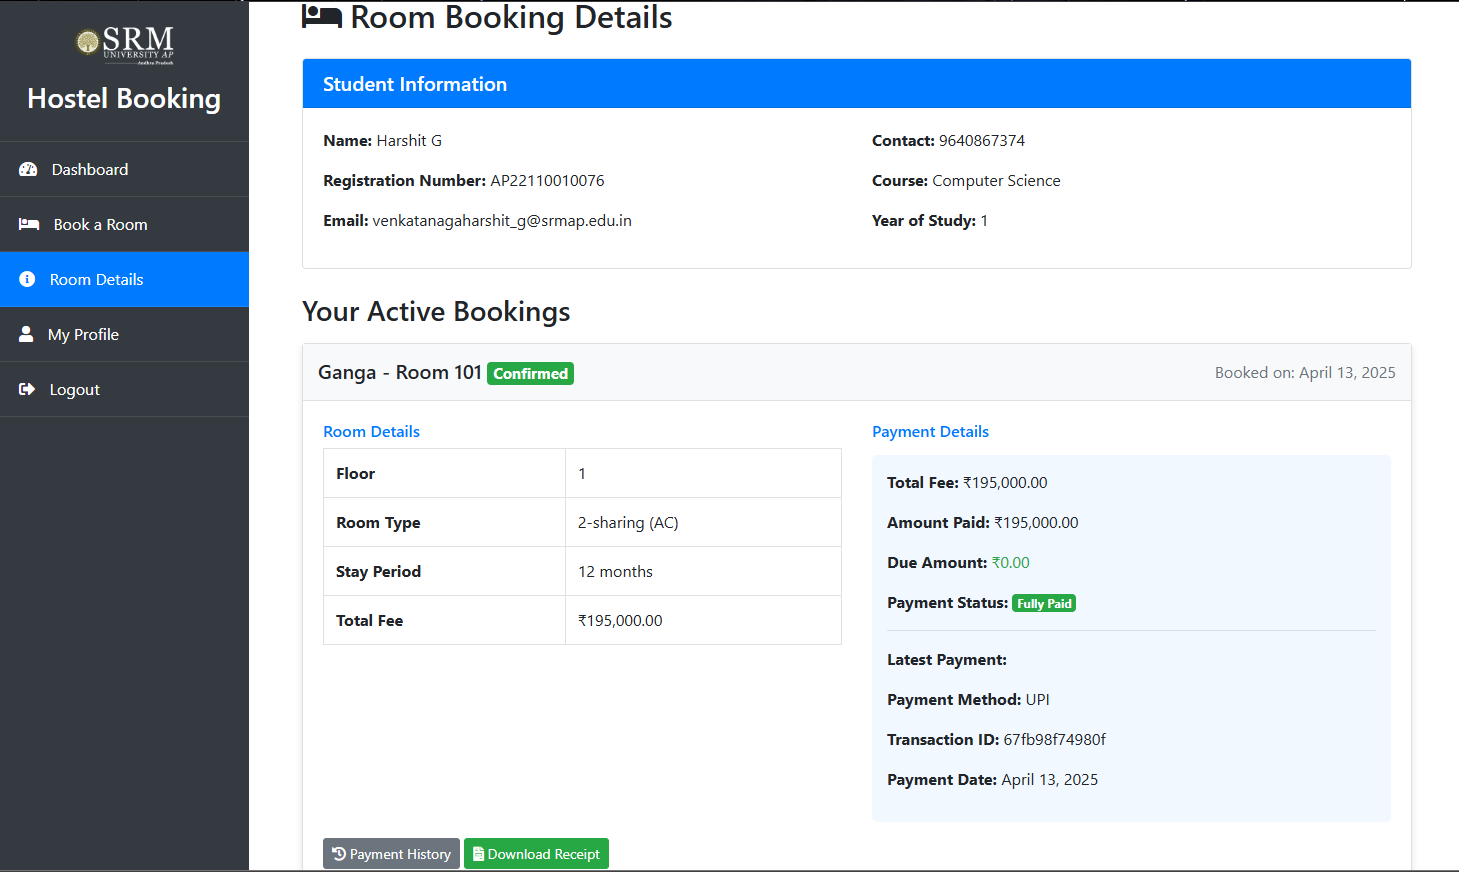 SRM
UNIVERSITY AP
Andhra Pradesh
Hostel Booking
Dashboard
Book a Room
Room Details
My Profile
Logout
Room Booking Details
Student Information
Name: Harshit G
Contact: 9640867374
Registration Number: AP22110010076
Course: Computer Science
Email: venkatanagaharshit_g@srmap.edu.in
Year of Study: 1
Your Active Bookings
Ganga - Room 101 Confirmed
Booked on: April 13, 2025
Room Details
Floor 1
Room Type 2-sharing (AC)
Stay Period 12 months
Total Fee ₹195,000.00
Payment Details
Total Fee: ₹195,000.00
Amount Paid: ₹195,000.00
Due Amount: ₹0.00
Payment Status: Fully Paid
Latest Payment:
Payment Method: UPI
Transaction ID: 67fb98f74980f
Payment Date: April 13, 2025
Payment History
Download Receipt